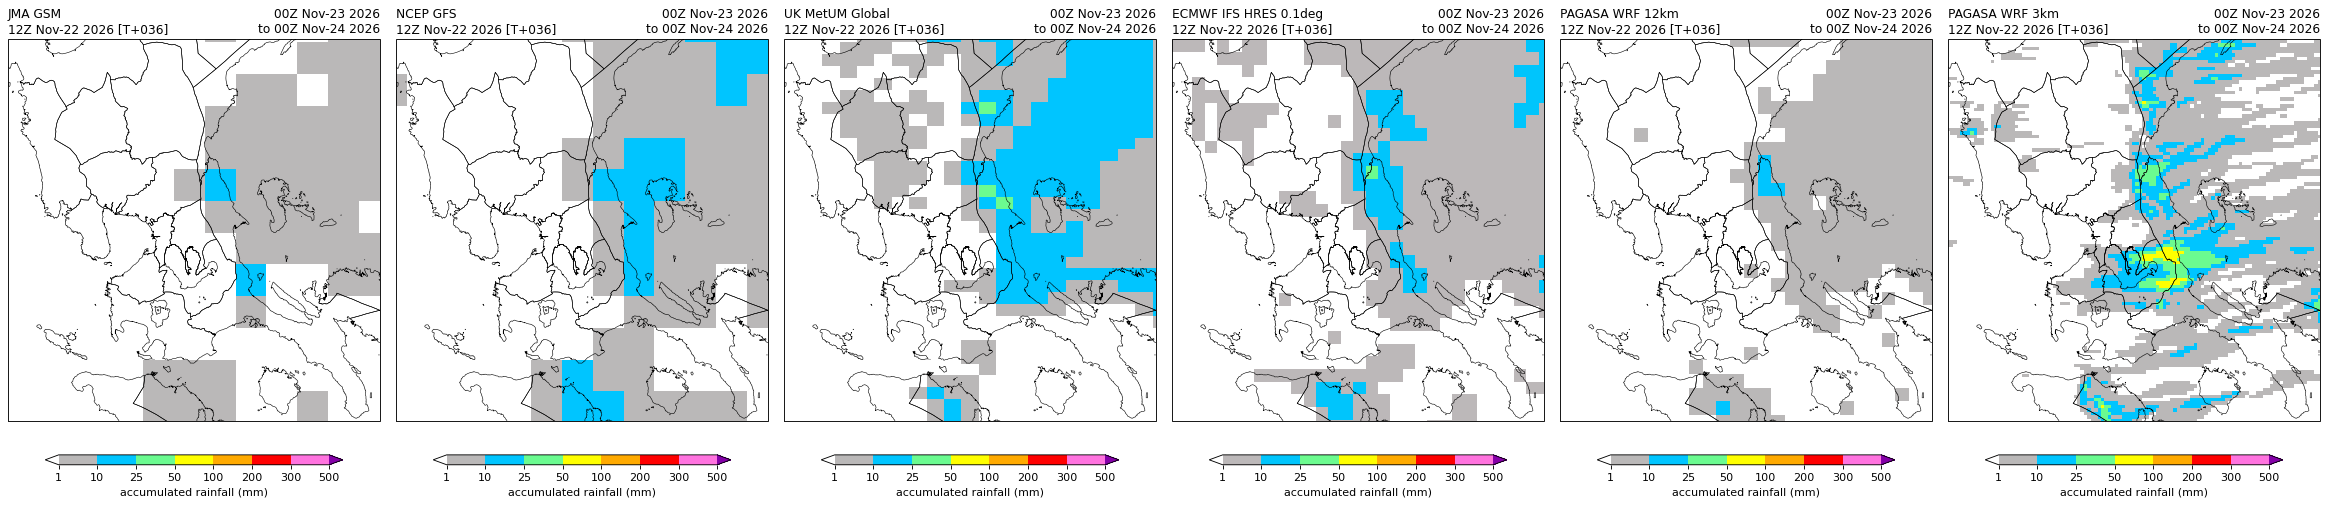 JMA GSM 00Z Nov-23 2026
12Z Nov-22 2026 [T+036] to 00Z Nov-24 2026
1 10 25 50 100 200 300 500
accumulated rainfall (mm)
NCEP GFS 00Z Nov-23 2026
12Z Nov-22 2026 [T+036] to 00Z Nov-24 2026
1 10 25 50 100 200 300 500
accumulated rainfall (mm)
UK MetUM Global 00Z Nov-23 2026
12Z Nov-22 2026 [T+036] to 00Z Nov-24 2026
1 10 25 50 100 200 300 500
accumulated rainfall (mm)
ECMWF IFS HRES 0.1deg 00Z Nov-23 2026
12Z Nov-22 2026 [T+036] to 00Z Nov-24 2026
1 10 25 50 100 200 300 500
accumulated rainfall (mm)
PAGASA WRF 12km 00Z Nov-23 2026
12Z Nov-22 2026 [T+036] to 00Z Nov-24 2026
1 10 25 50 100 200 300 500
accumulated rainfall (mm)
PAGASA WRF 3km 00Z Nov-23 2026
12Z Nov-22 2026 [T+036] to 00Z Nov-24 2026
1 10 25 50 100 200 300 500
accumulated rainfall (mm)